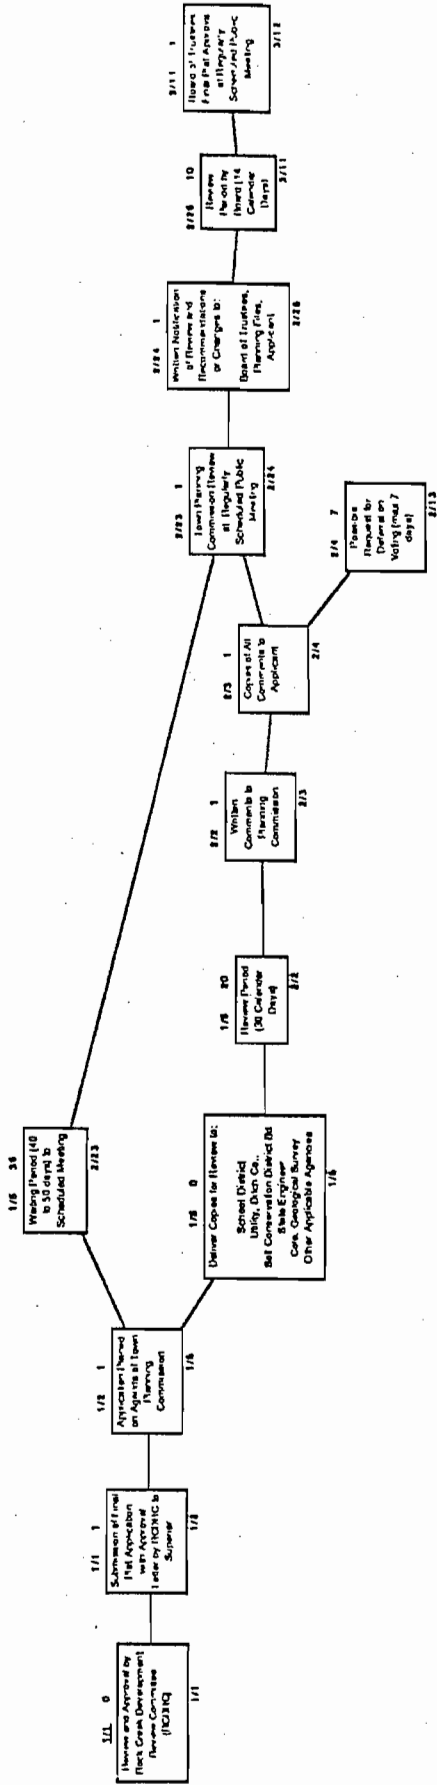 1/1 0
Review and Approval by
Rock Creek Development
Review Committee
(RCDRC)
1/1
1/1 1
Submission of Final
Plat Application
with Approval
Letter by RCDRC to
Superior
1/2
1/2 1
Application Placed
on Agenda of Town
Planning
Commission
1/5
1/5 35
Waiting Period (40
to 50 days) to
Scheduled Meeting
2/23
1/5 0
Deliver Copies for Review to:
School District
Utility, Ditch Co.,
Soil Conservation District Bd
State Engineer
Colo. Geological Survey
Other Applicable Agencies
1/5
1/5 20
Review Period
(30 Calendar
Days)
2/2
2/2 1
Written
Comments to
Planning
Commission
2/3
2/3 1
Copies of All
Comments to
Applicant
2/4
2/4 7
Possible
Request for
Deferral on
Voting (max 7
days)
2/13
2/23 1
Town Planning
Commission Review
at Regularly
Scheduled Public
Meeting
2/24
2/24 1
Written Notification
of Review and
Recommendations
or Changes to:
Board of Trustees,
Planning Files,
Applicant
2/25
2/25 10
Review
Period by
Board (14
Calendar
Days)
3/11
3/11 1
Board of Trustees
Final Plat Approval
at Regularly
Scheduled Public
Meeting
3/12